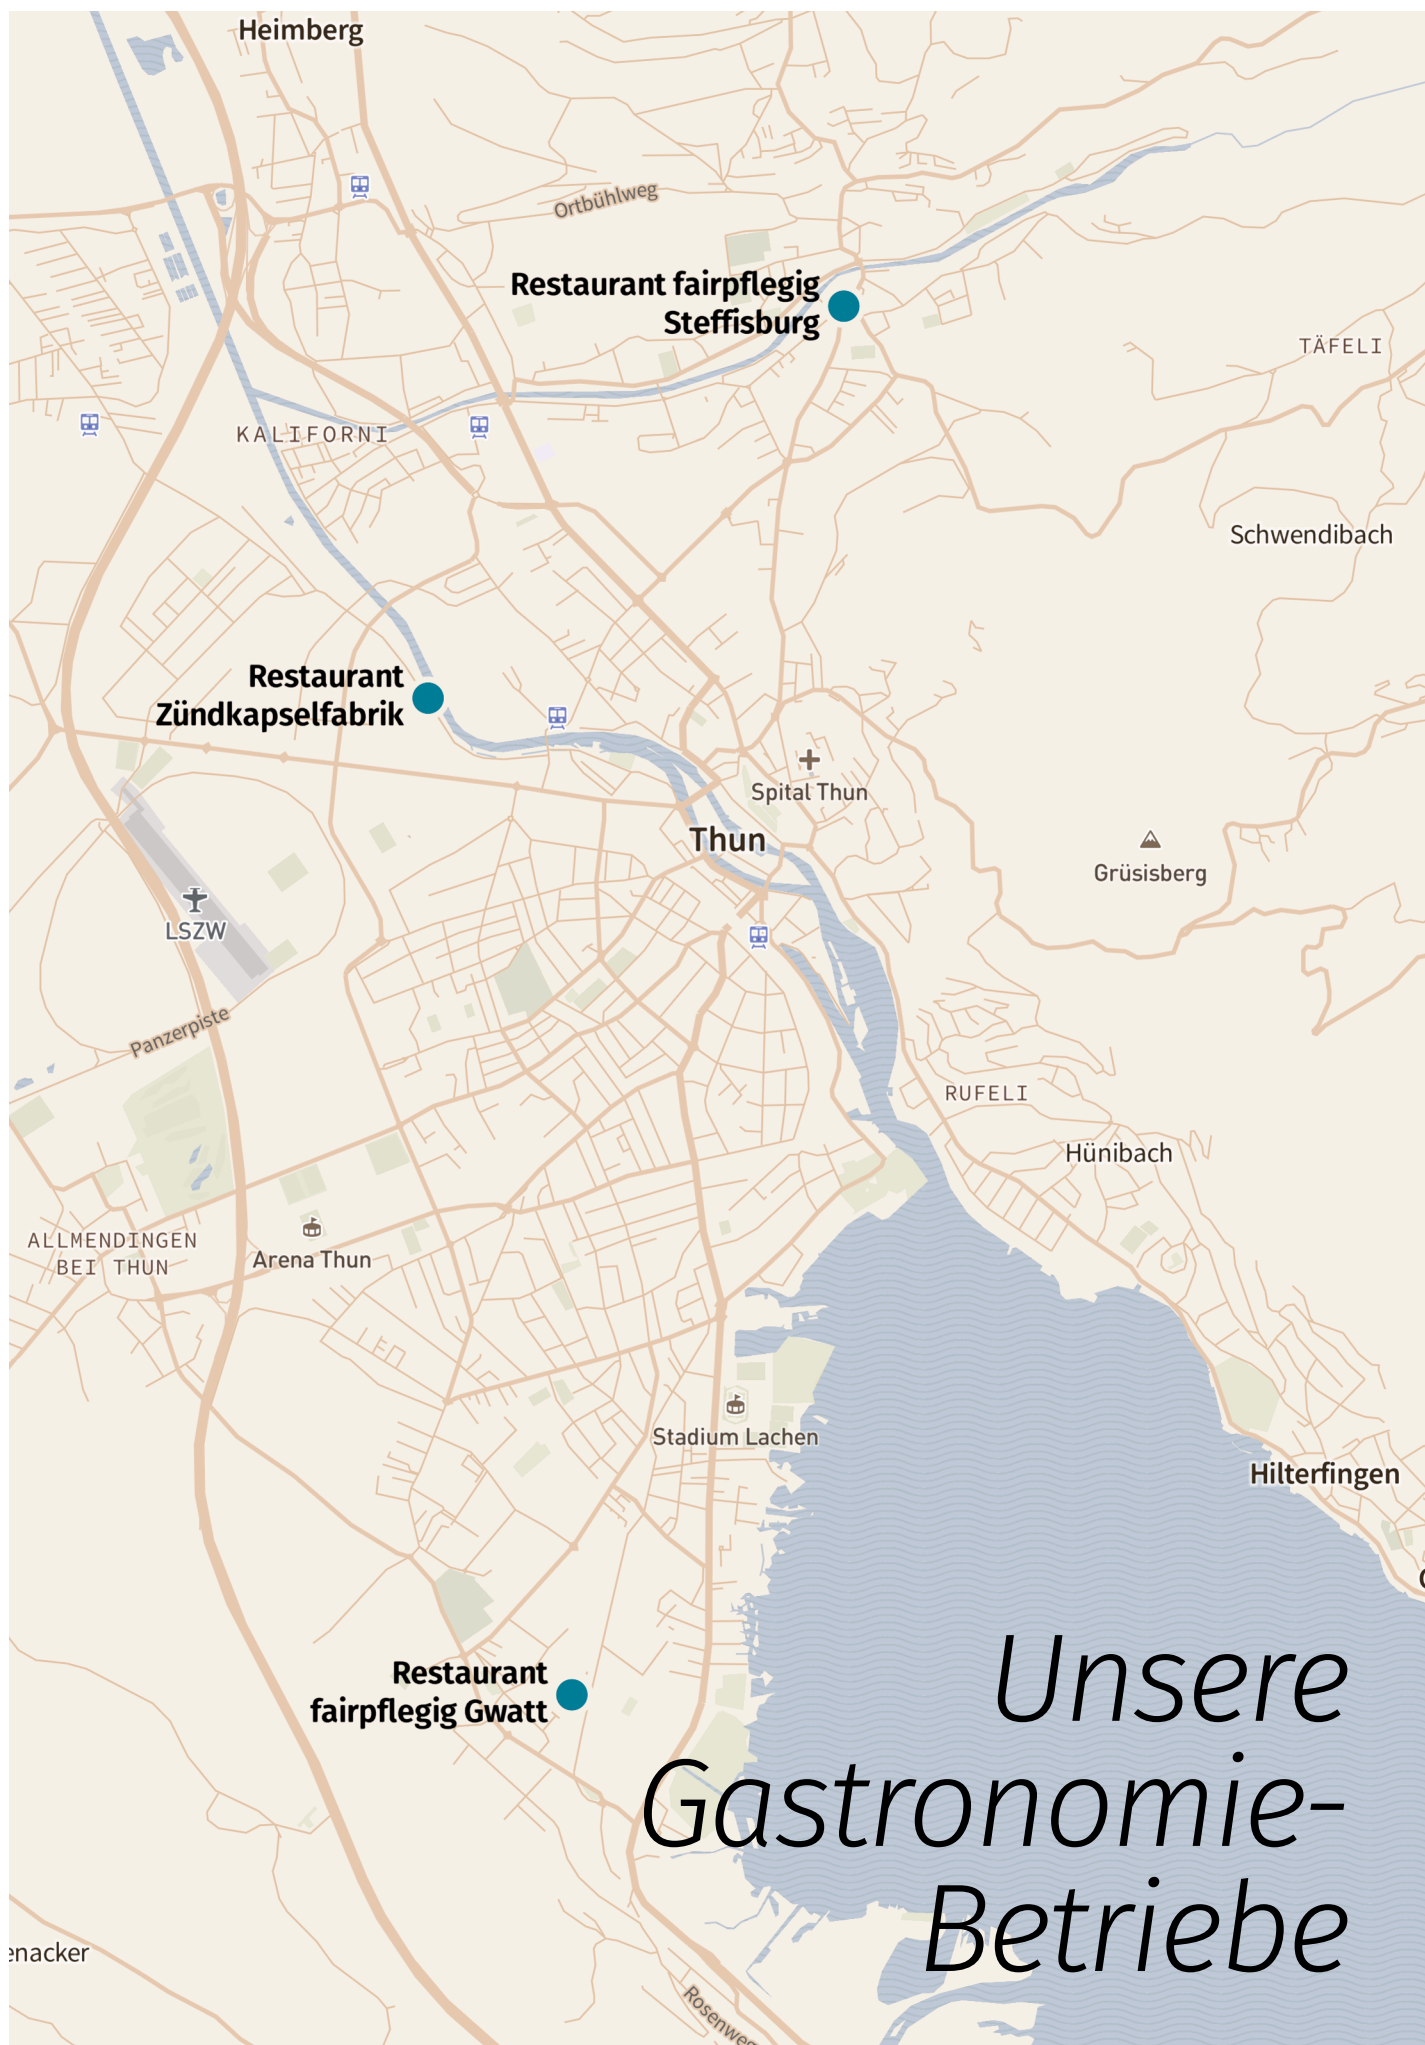 Heimberg
Ortbühlweg
Restaurant fairpflegig
Steffisburg
TÄFELI
KALIFORNI
Schwendibach
Restaurant
Zündkapselfabrik
Spital Thun
Thun
Grüsisberg
LSZW
Panzerpiste
RUFELI
Hünibach
ALLMENDINGEN
BEI THUN
Arena Thun
Stadium Lachen
Hilterfingen
Restaurant
fairpflegig Gwatt
Unsere
Gastronomie-
Betriebe
enacker
Rosenweg